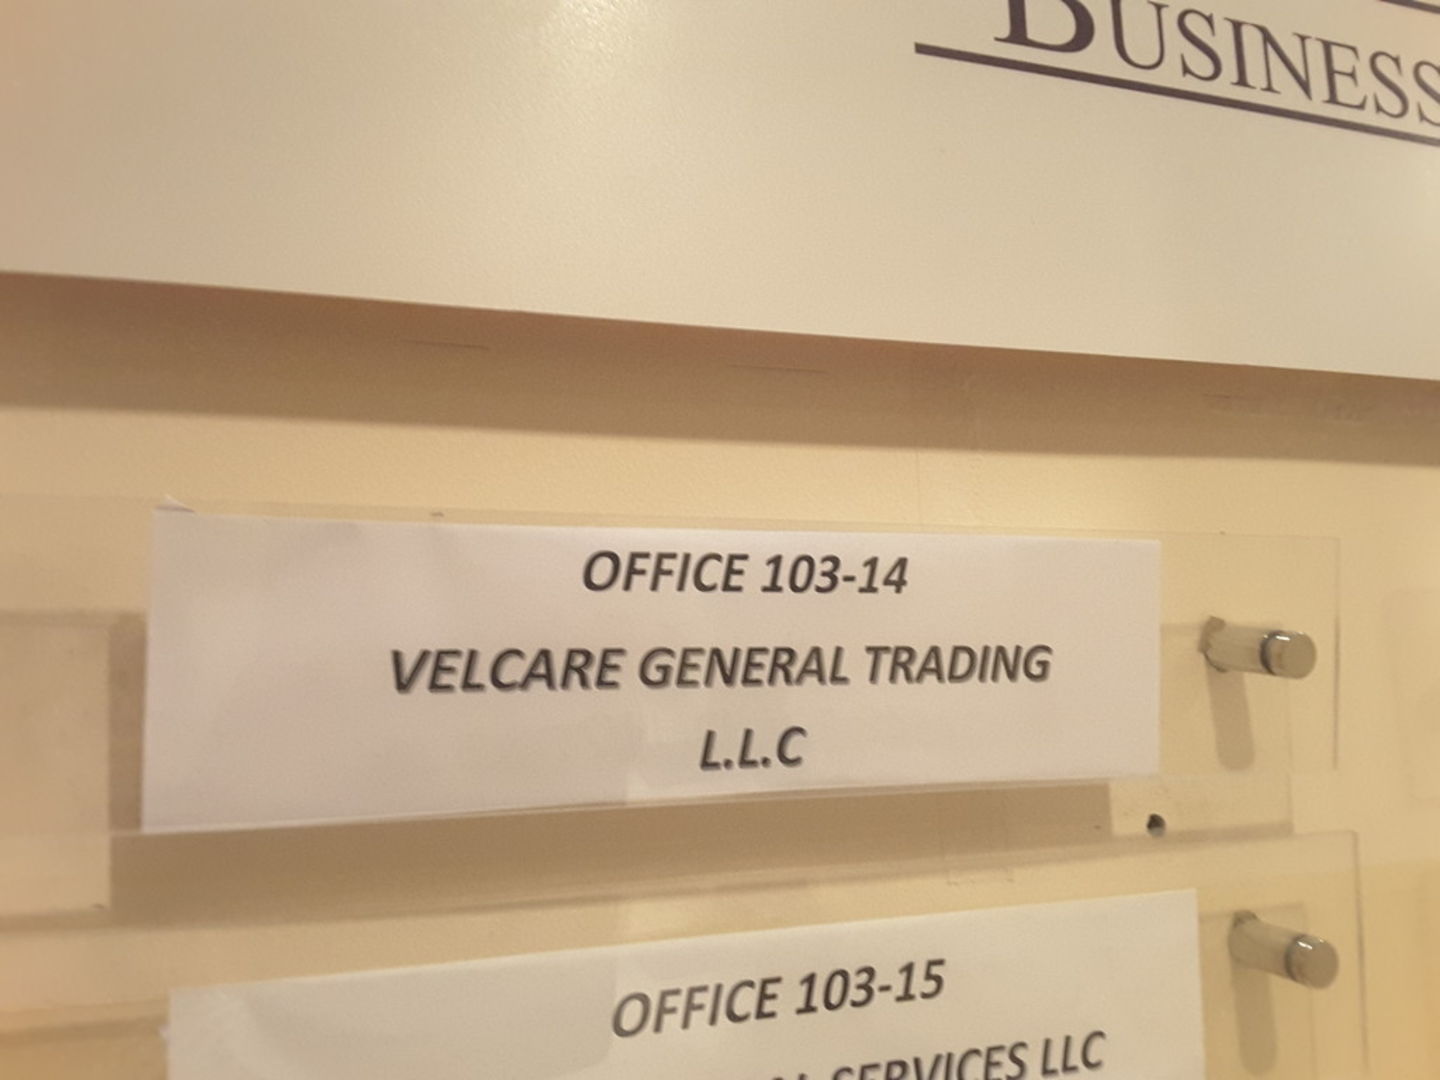 BUSINESS
OFFICE 103-14
VELCARE GENERAL TRADING
L.L.C
OFFICE 103-15
SERVICES LLC